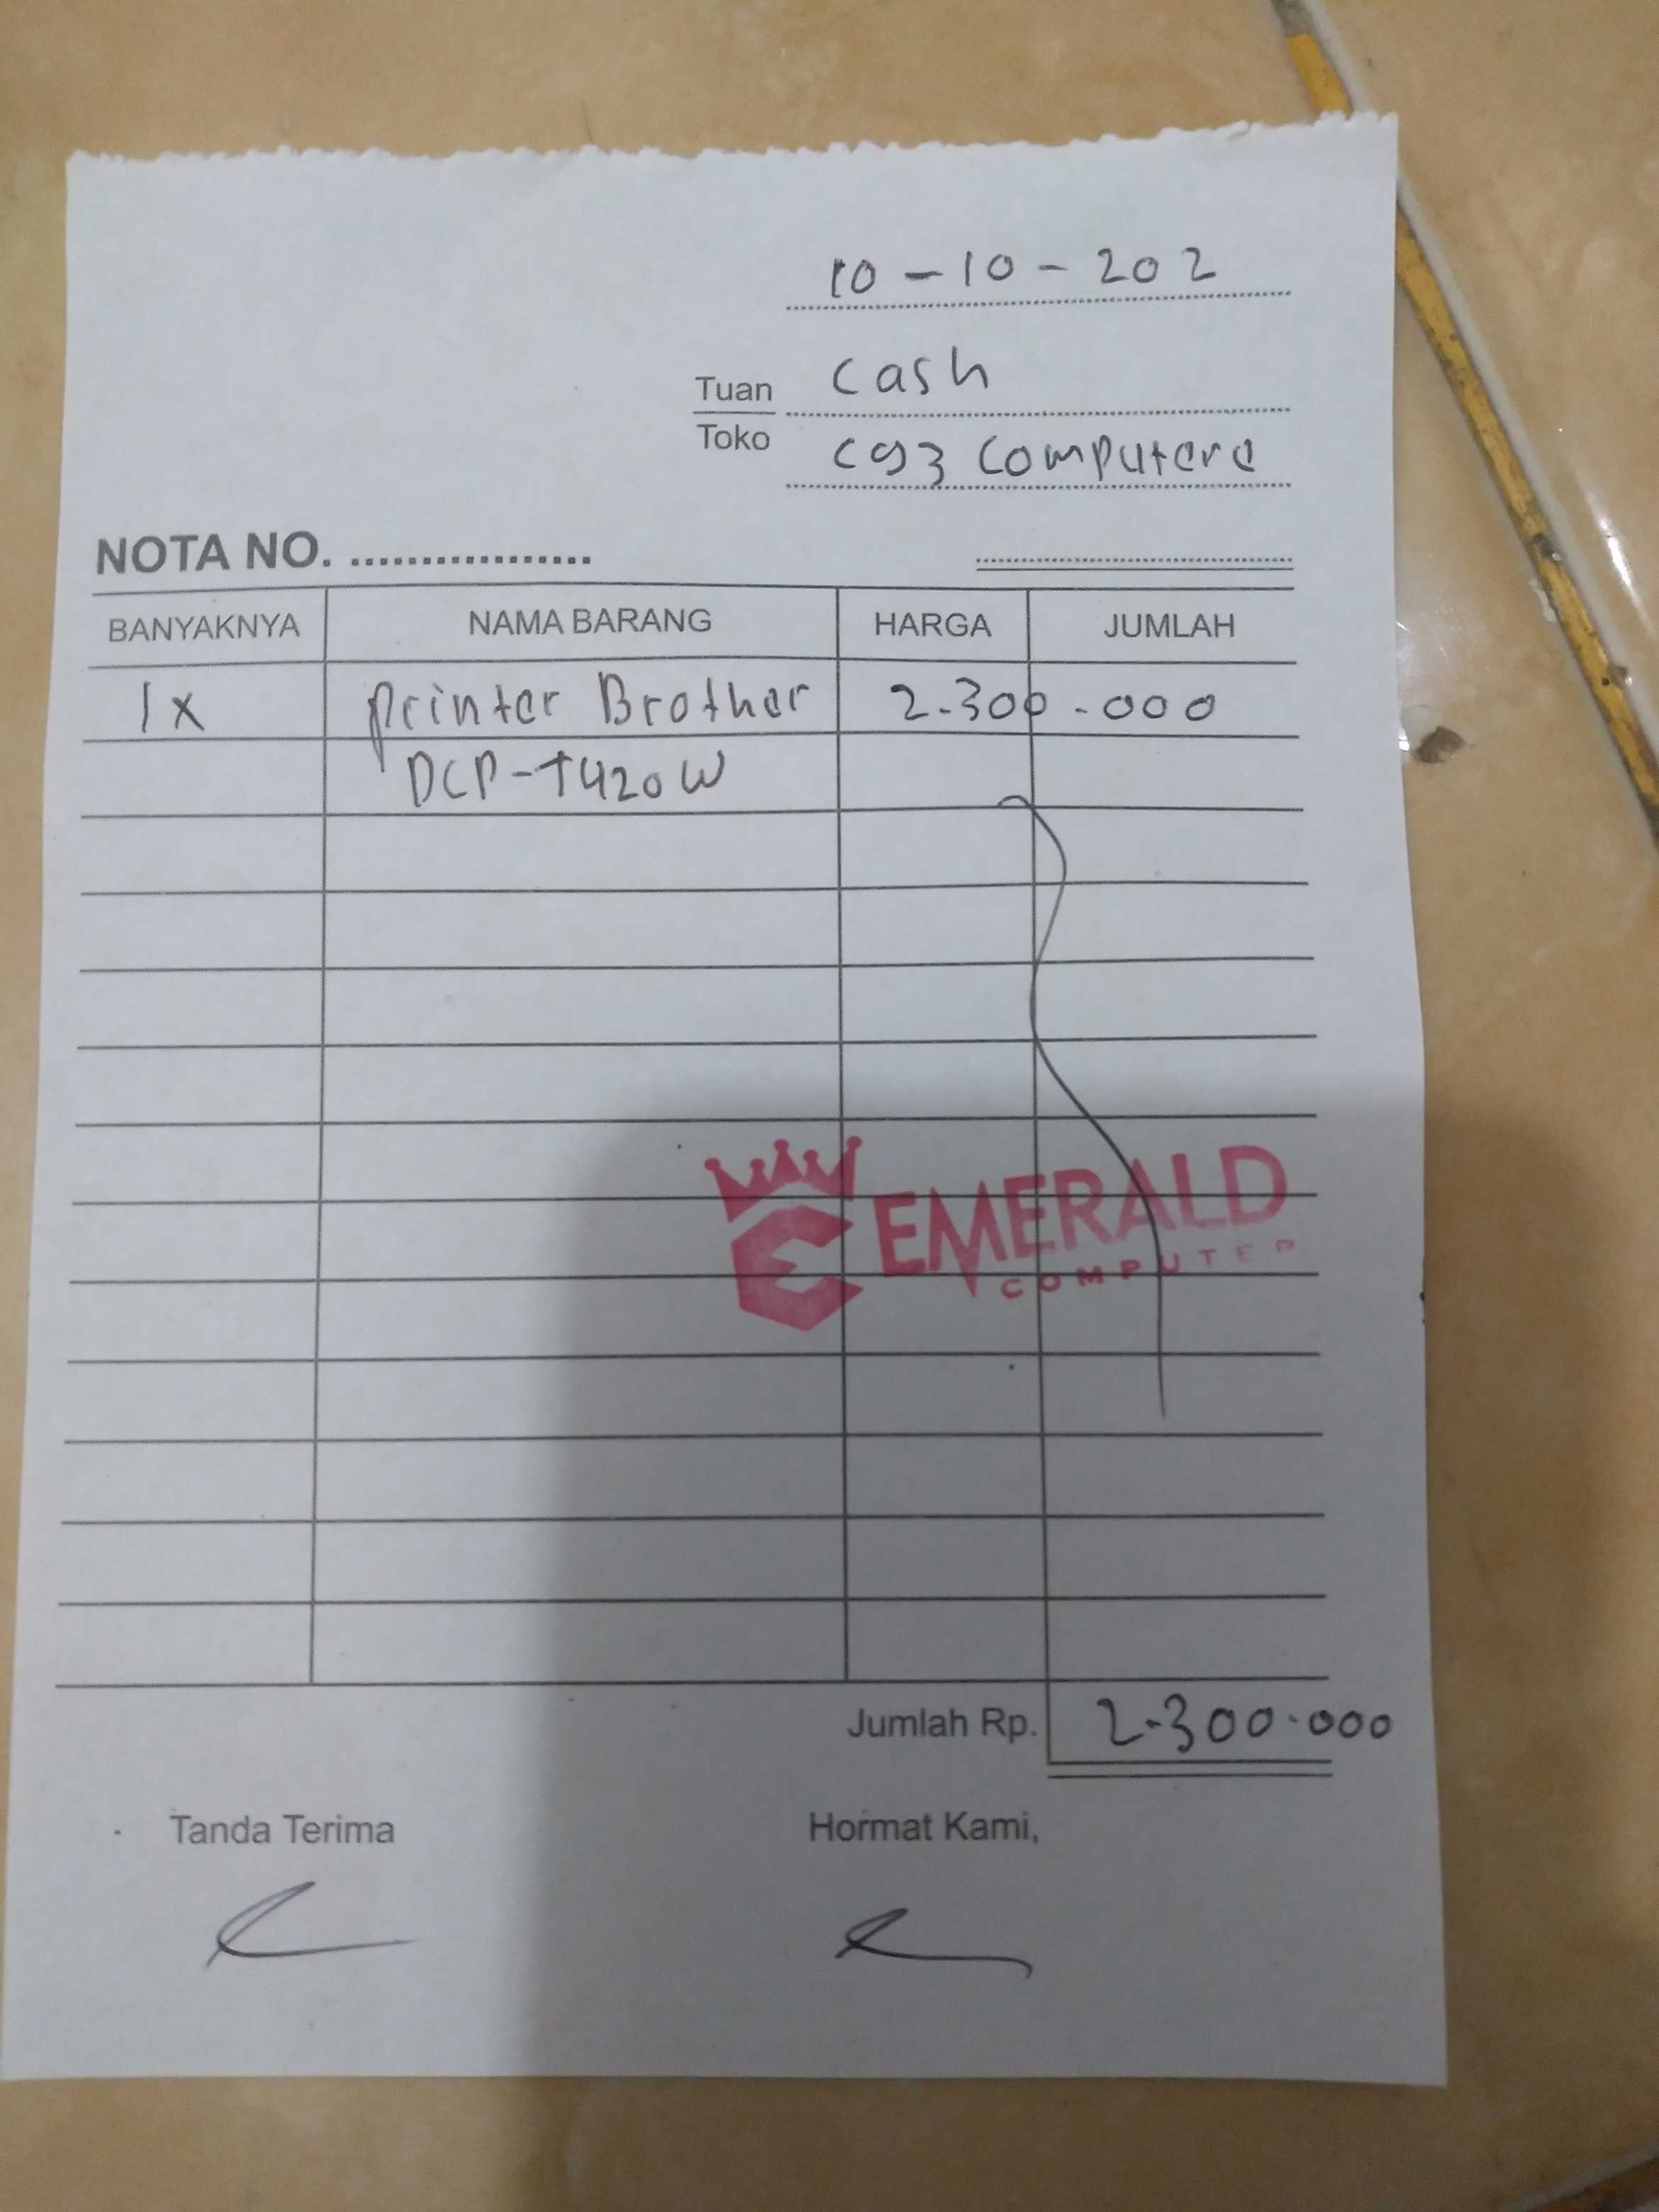 10-10-202
Tuan cash
Toko cg3 computere
NOTA NO. ..................
BANYAKNYA NAMA BARANG HARGA JUMLAH
1x printer Brother 2.300.000
DCP-T420W
EMERALD
COMPUTER
Jumlah Rp. 2.300.000
Tanda Terima Hormat Kami,